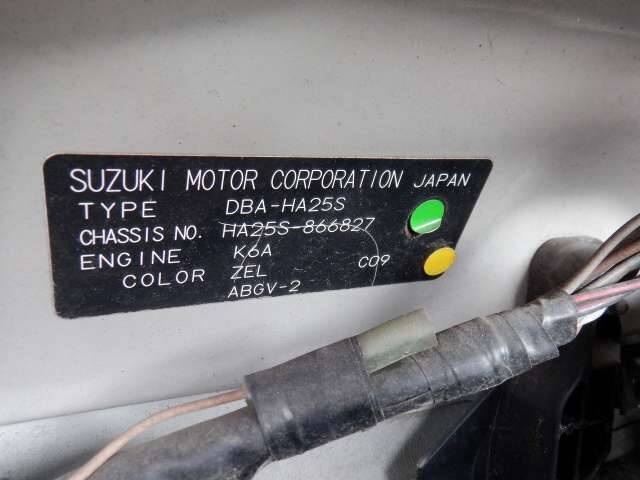 SUZUKI MOTOR CORPORATION JAPAN
TYPE DBA-HA25S
CHASSIS NO. HA25S-866827
ENGINE K6A
COLOR ZEL C09
ABGV-2